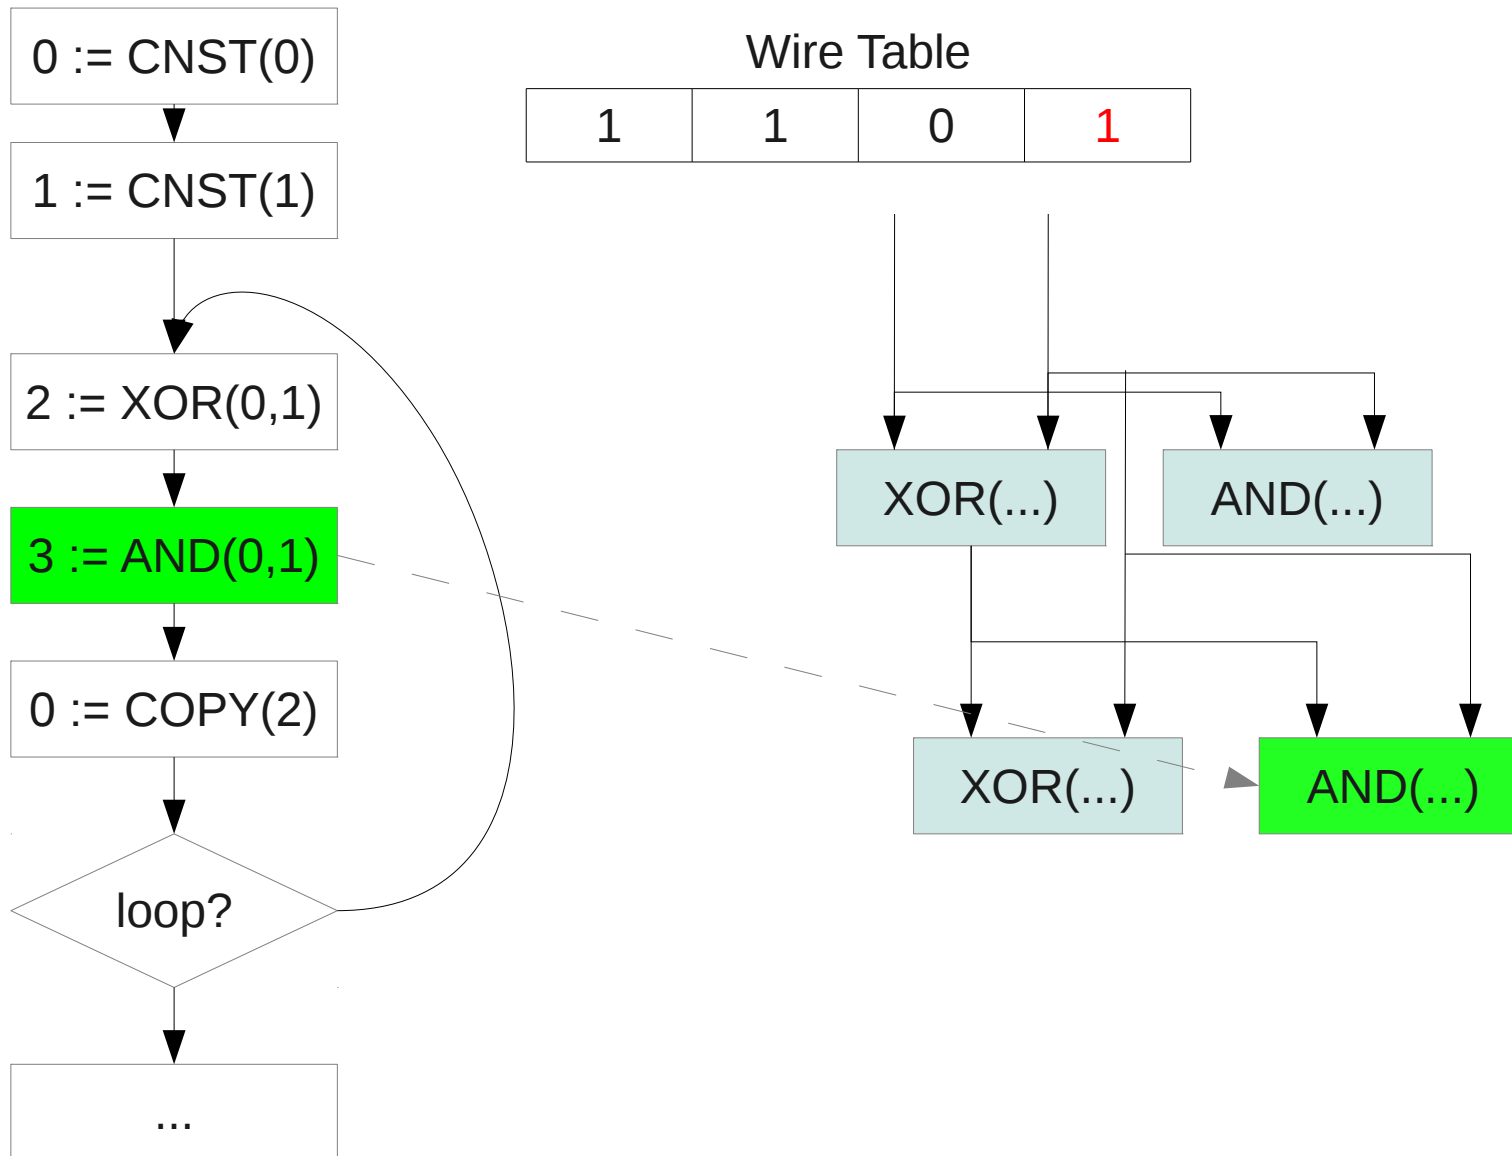 0 := CNST(0)
1 := CNST(1)
2 := XOR(0,1)
3 := AND(0,1)
0 := COPY(2)
loop?
...
Wire Table
1 1 0 1
XOR(...) AND(...)
XOR(...) AND(...)